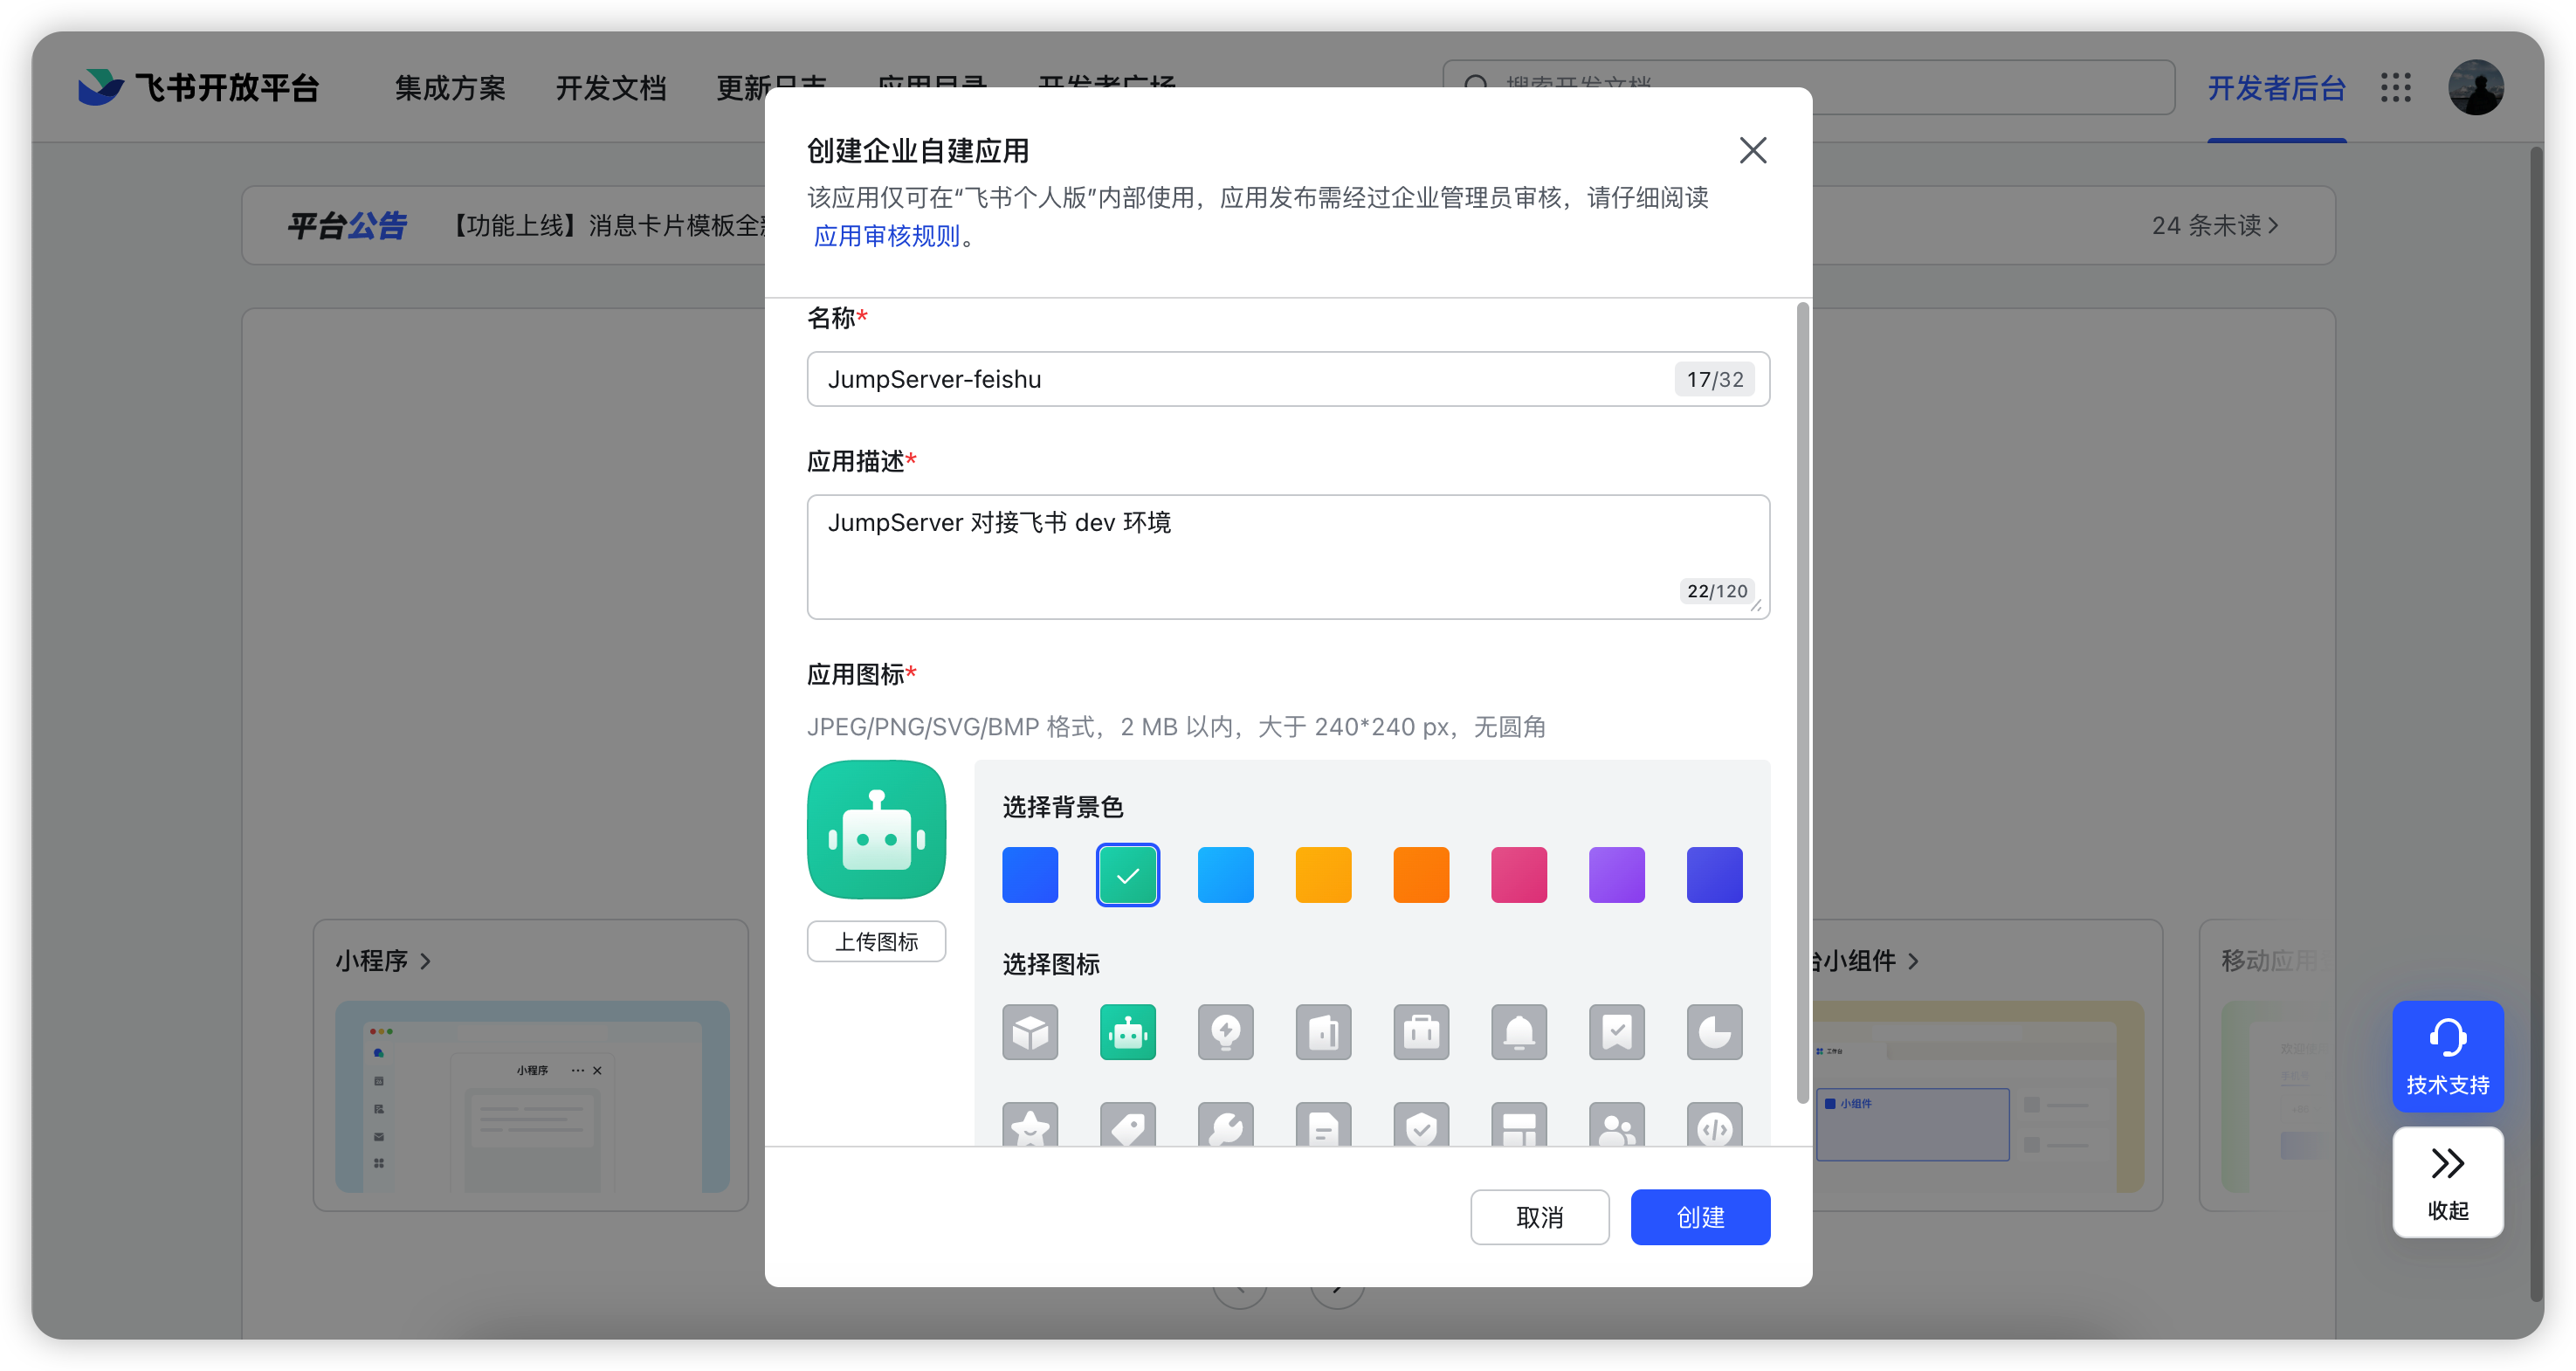 飞书开放平台
集成方案
开发文档
更新日志
应用目录
开发者广场
搜索开发文档
开发者后台
平台公告
【功能上线】消息卡片模板全
24 条未读
创建企业自建应用
该应用仅可在“飞书个人版”内部使用，应用发布需经过企业管理员审核，请仔细阅读
应用审核规则。
名称*
JumpServer-feishu
17/32
应用描述*
JumpServer 对接飞书 dev 环境
22/120
应用图标*
JPEG/PNG/SVG/BMP 格式，2 MB 以内，大于 240*240 px，无圆角
上传图标
选择背景色
选择图标
小程序
小程序
台小组件
工作台
小组件
移动应用
技术支持
收起
取消
创建